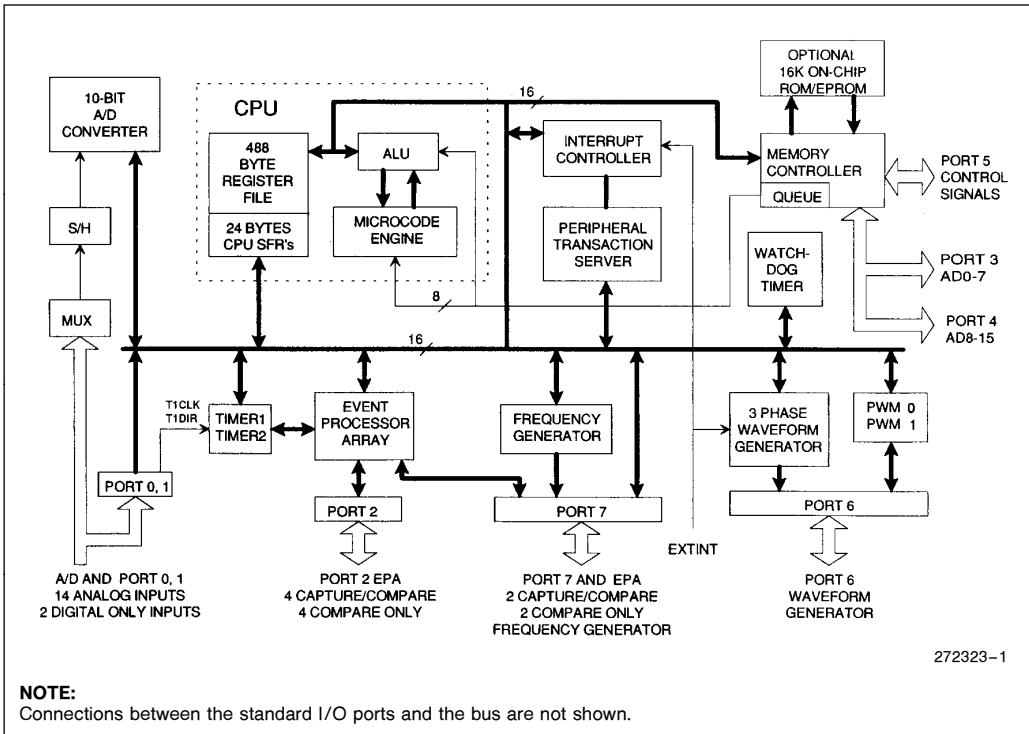 10-BIT
A/D
CONVERTER
S/H
MUX
CPU
488
BYTE
REGISTER
FILE
24 BYTES
CPU SFR's
ALU
MICROCODE
ENGINE
16
8
16
INTERRUPT
CONTROLLER
PERIPHERAL
TRANSACTION
SERVER
OPTIONAL
16K ON-CHIP
ROM/EPROM
MEMORY
CONTROLLER
QUEUE
WATCH-
DOG
TIMER
PORT 5
CONTROL
SIGNALS
PORT 3
AD0-7
PORT 4
AD8-15
T1CLK
T1DIR
TIMER1
TIMER2
EVENT
PROCESSOR
ARRAY
FREQUENCY
GENERATOR
3 PHASE
WAVEFORM
GENERATOR
PWM 0
PWM 1
PORT 0, 1
PORT 2
PORT 7
PORT 6
EXTINT
A/D AND PORT 0, 1
14 ANALOG INPUTS
2 DIGITAL ONLY INPUTS
PORT 2 EPA
4 CAPTURE/COMPARE
4 COMPARE ONLY
PORT 7 AND EPA
2 CAPTURE/COMPARE
2 COMPARE ONLY
FREQUENCY GENERATOR
PORT 6
WAVEFORM
GENERATOR
272323–1
NOTE:
Connections between the standard I/O ports and the bus are not shown.